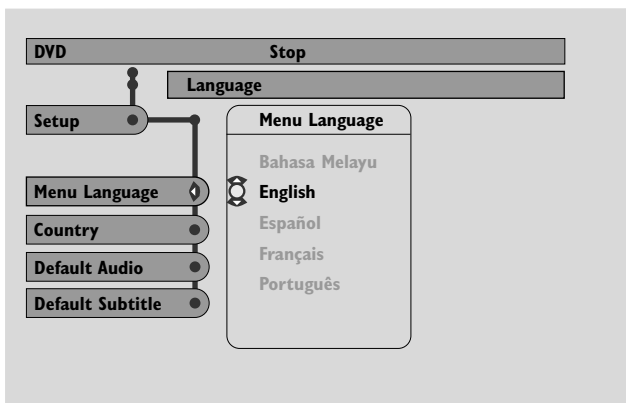 DVD Stop
Language
Setup
Menu Language
Bahasa Melayu
Menu Language English
Country Español
Français
Default Audio
Português
Default Subtitle